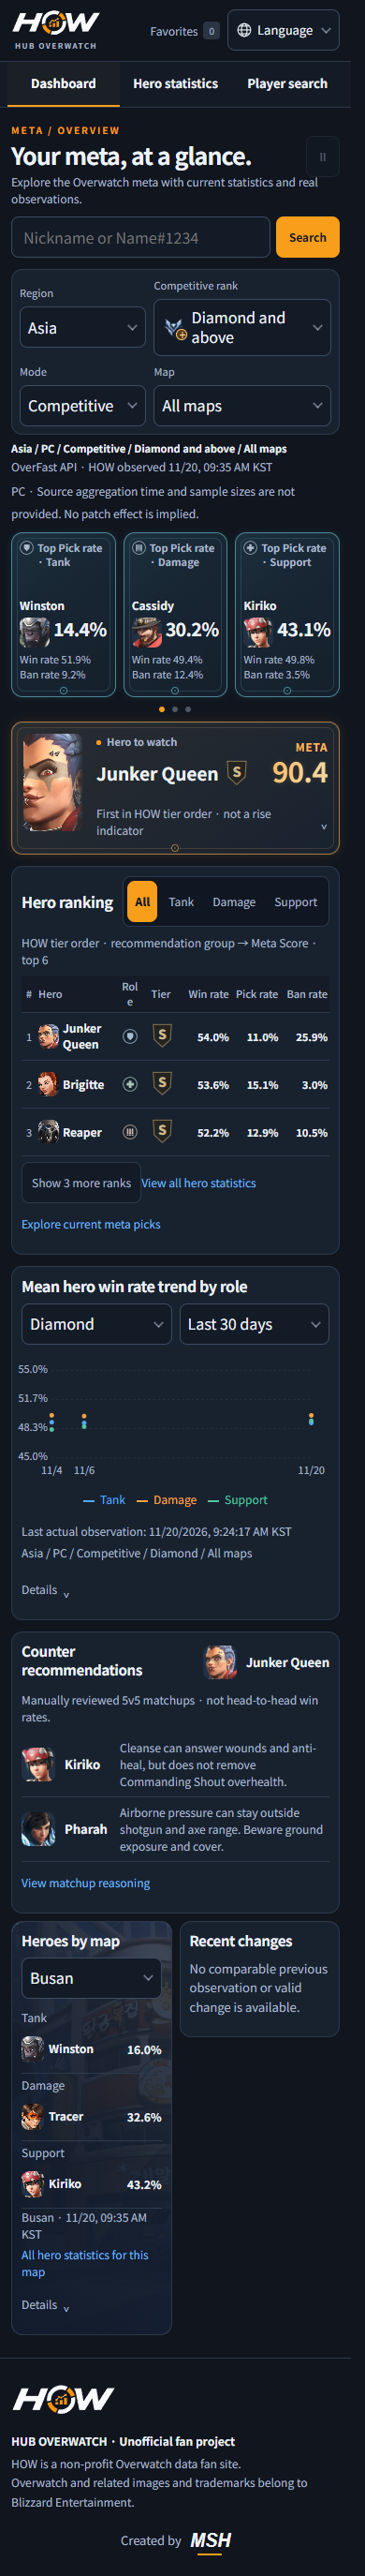 HOW
HUB OVERWATCH
Favorites 0
Language
Dashboard
Hero statistics
Player search
META / OVERVIEW
Your meta, at a glance.
Explore the Overwatch meta with current statistics and real
observations.
Nickname or Name#1234
Search
Region
Competitive rank
Asia
Diamond and
above
Mode
Map
Competitive
All maps
Asia / PC / Competitive / Diamond and above / All maps
OverFast API · HOW observed 11/20, 09:35 AM KST
PC · Source aggregation time and sample sizes are not
provided. No patch effect is implied.
Top Pick rate
· Tank
Winston
14.4%
Win rate 51.9%
Ban rate 9.2%
Top Pick rate
· Damage
Cassidy
30.2%
Win rate 49.4%
Ban rate 12.4%
Top Pick rate
· Support
Kiriko
43.1%
Win rate 49.8%
Ban rate 3.5%
Hero to watch
Junker Queen
S
META
90.4
First in HOW tier order · not a rise
indicator
Hero ranking
All
Tank
Damage
Support
HOW tier order · recommendation group → Meta Score ·
top 6
# Hero Rol
e Tier Win rate Pick rate Ban rate
1 Junker
Queen S 54.0% 11.0% 25.9%
2 Brigitte S 53.6% 15.1% 3.0%
3 Reaper S 52.2% 12.9% 10.5%
Show 3 more ranks
View all hero statistics
Explore current meta picks
Mean hero win rate trend by role
Diamond
Last 30 days
55.0%
51.7%
48.3%
45.0%
11/4 11/6 11/20
Tank Damage Support
Last actual observation: 11/20/2026, 9:24:17 AM KST
Asia / PC / Competitive / Diamond / All maps
Details
Counter
recommendations
Junker Queen
Manually reviewed 5v5 matchups · not head-to-head win
rates.
Kiriko
Cleanse can answer wounds and anti-
heal, but does not remove
Commanding Shout overhealth.
Pharah
Airborne pressure can stay outside
shotgun and axe range. Beware ground
exposure and cover.
View matchup reasoning
Heroes by map
Busan
Tank
Winston 16.0%
Damage
Tracer 32.6%
Support
Kiriko 43.2%
Busan · 11/20, 09:35 AM
KST
All hero statistics for this
map
Details
Recent changes
No comparable previous
observation or valid
change is available.
HOW
HUB OVERWATCH · Unofficial fan project
HOW is a non-profit Overwatch data fan site.
Overwatch and related images and trademarks belong to
Blizzard Entertainment.
Created by MSH